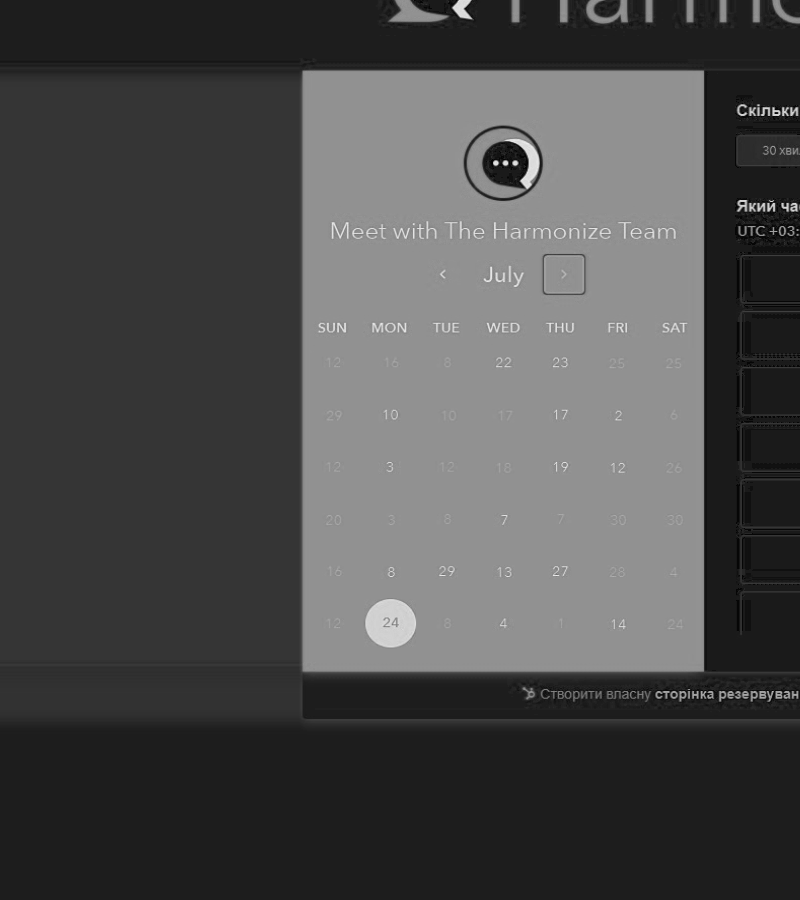 Harmo
Meet with The Harmonize Team
July
SUN MON TUE WED THU FRI SAT
12 16 8 22 23 25 25
29 10 10 17 17 2 6
12 3 12 18 19 12 26
20 3 8 7 7 30 30
16 8 29 13 27 28 4
12 24 8 4 1 14 24
Скільки
30 хви
Який ча
UTC +03:
Створити власну сторінка резервуван